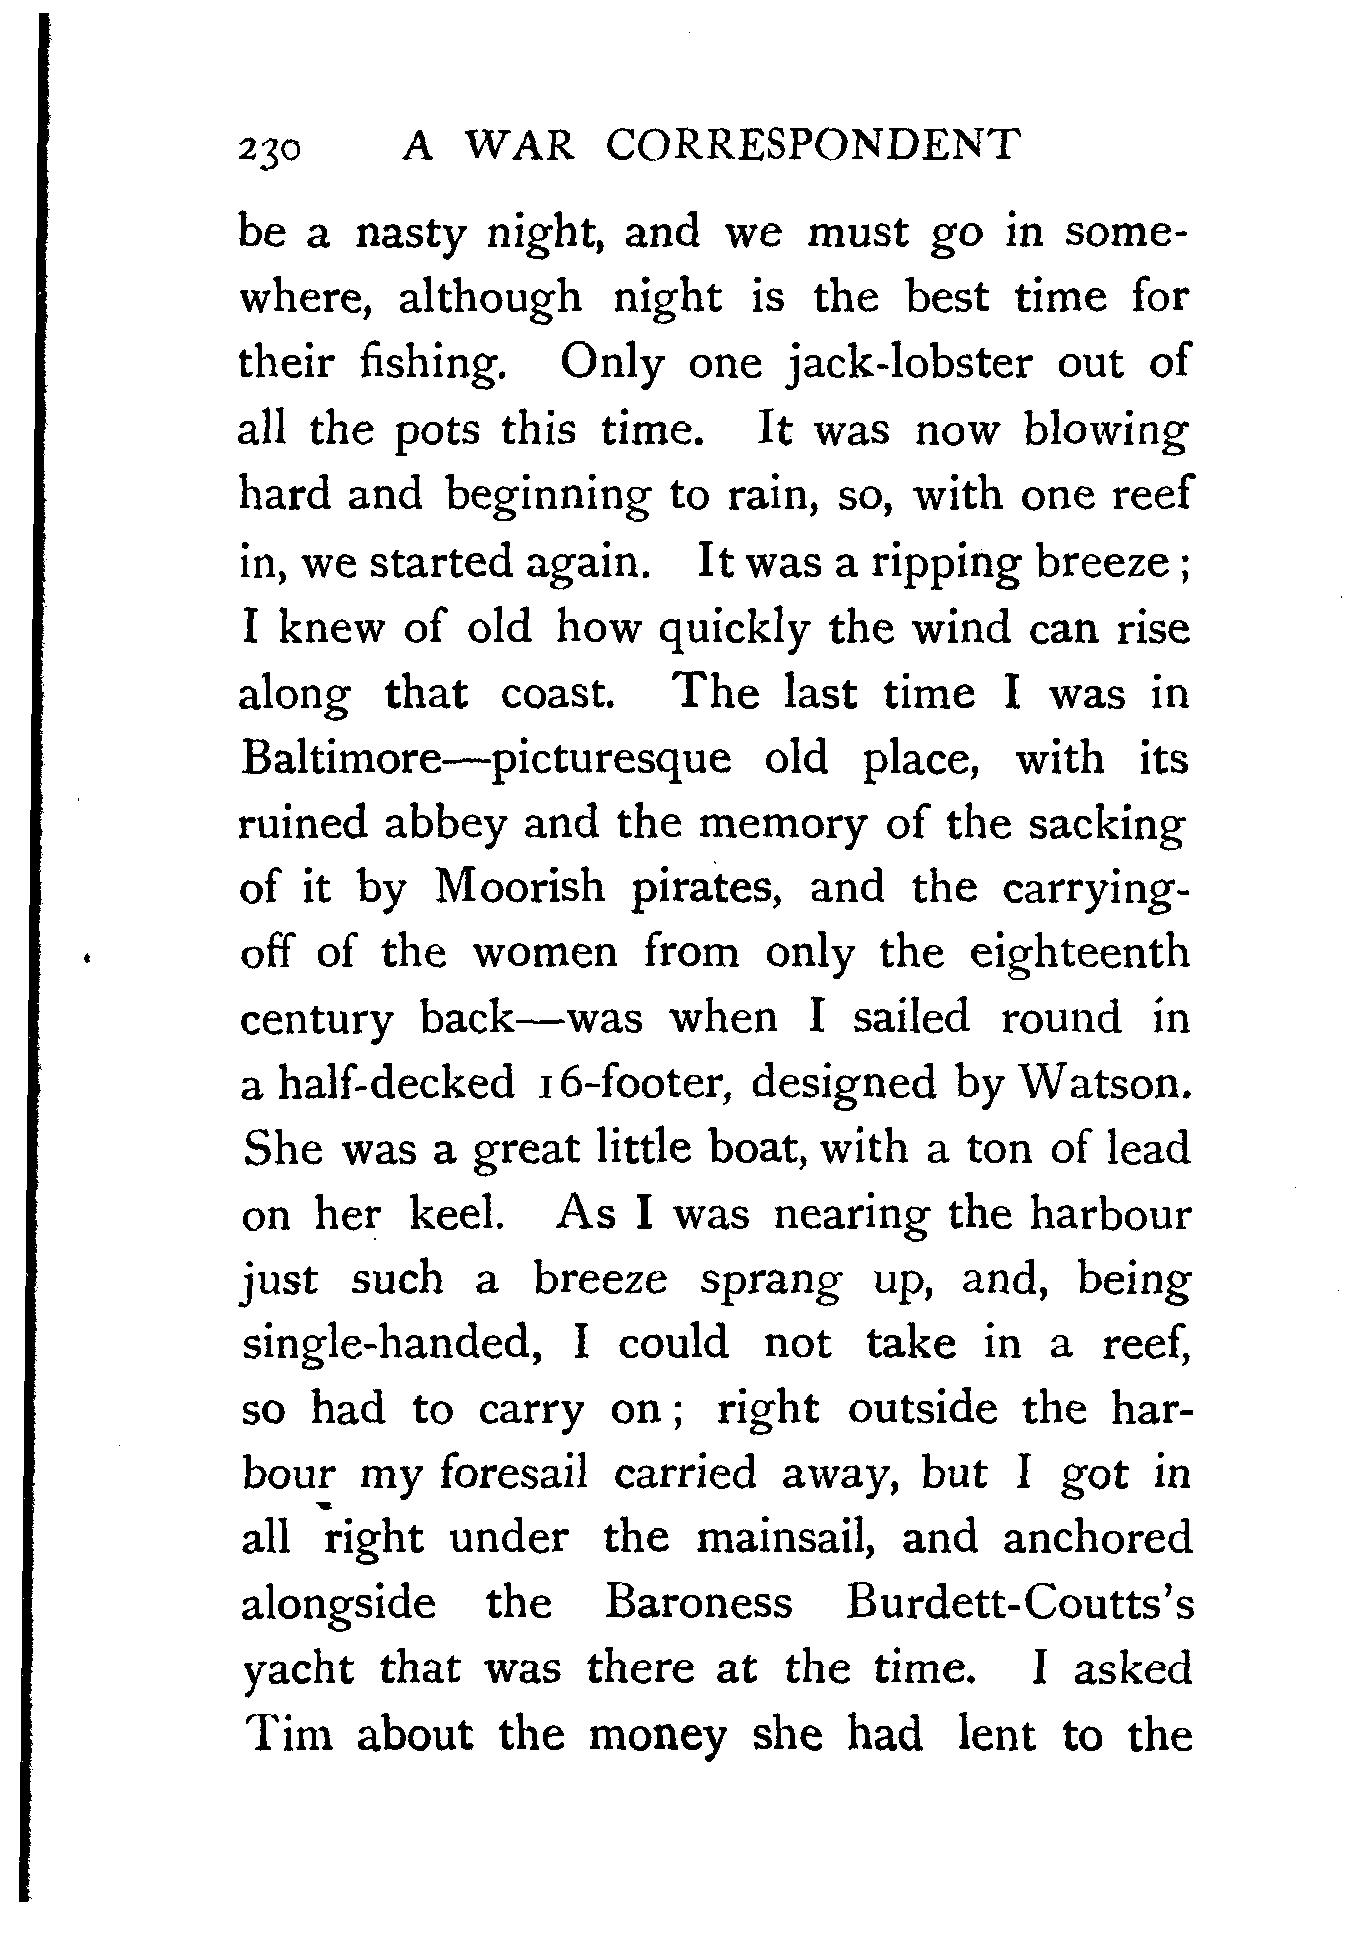 230 A WAR CORRESPONDENT
be a nasty night, and we must go in some-
where, although night is the best time for
their fishing. Only one jack-lobster out of
all the pots this time. It was now blowing
hard and beginning to rain, so, with one reef
in, we started again. It was a ripping breeze ;
I knew of old how quickly the wind can rise
along that coast. The last time I was in
Baltimore—picturesque old place, with its
ruined abbey and the memory of the sacking
of it by Moorish pirates, and the carrying-
off of the women from only the eighteenth
century back—was when I sailed round in
a half-decked 16-footer, designed by Watson.
She was a great little boat, with a ton of lead
on her keel. As I was nearing the harbour
just such a breeze sprang up, and, being
single-handed, I could not take in a reef,
so had to carry on ; right outside the har-
bour my foresail carried away, but I got in
all right under the mainsail, and anchored
alongside the Baroness Burdett-Coutts's
yacht that was there at the time. I asked
Tim about the money she had lent to the